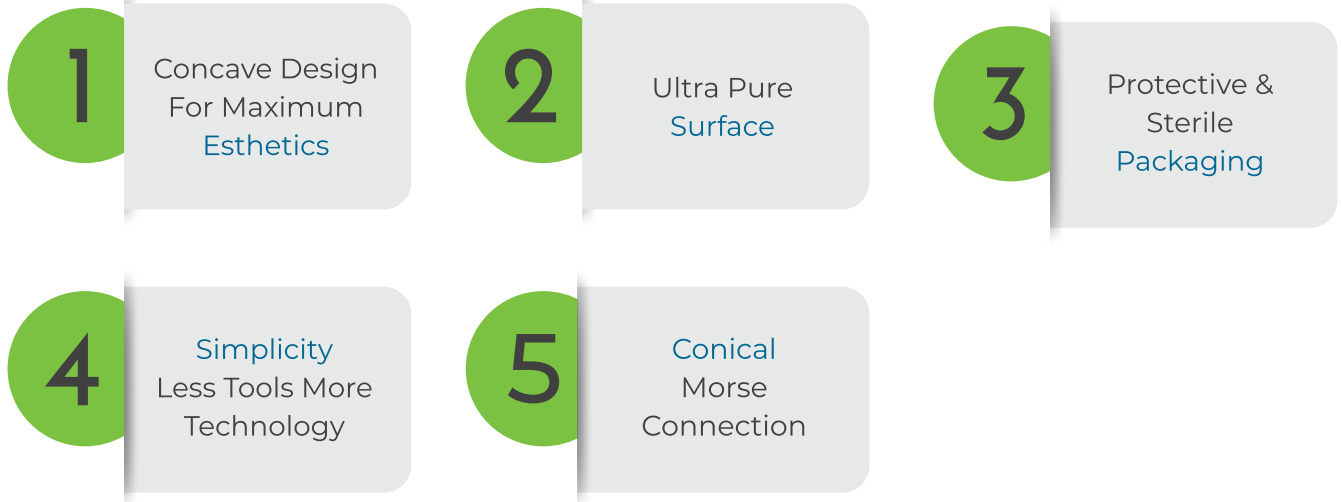 1
Concave Design
For Maximum
Esthetics
2
Ultra Pure
Surface
3
Protective &
Sterile
Packaging
4
Simplicity
Less Tools More
Technology
5
Conical
Morse
Connection